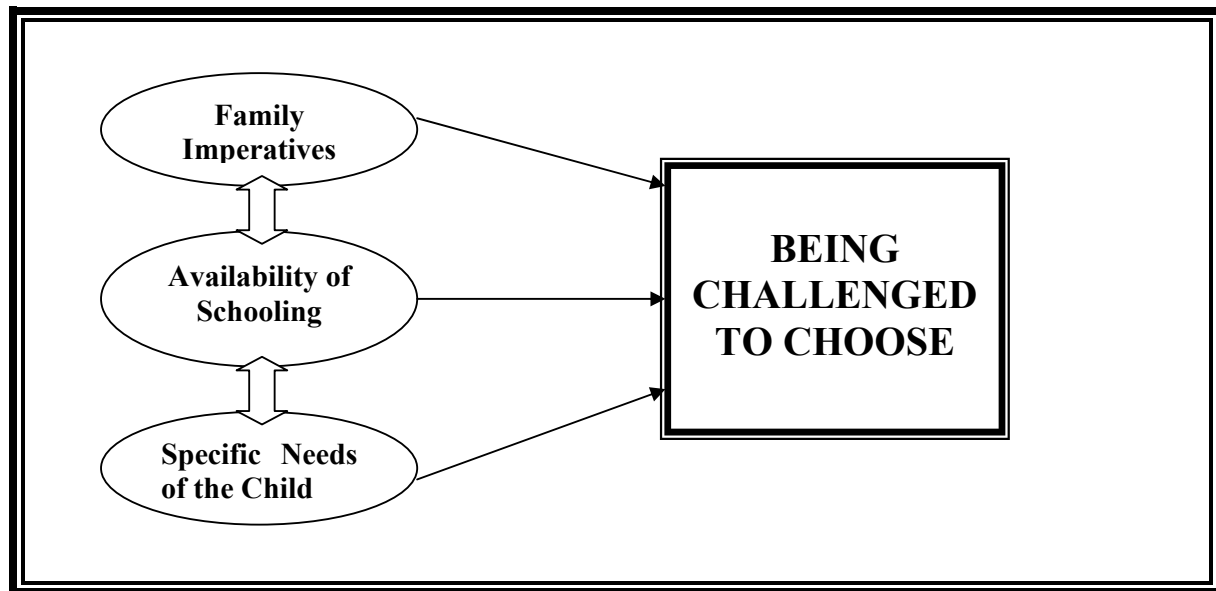 Family
Imperatives
Availability of
Schooling
Specific Needs
of the Child
BEING
CHALLENGED
TO CHOOSE